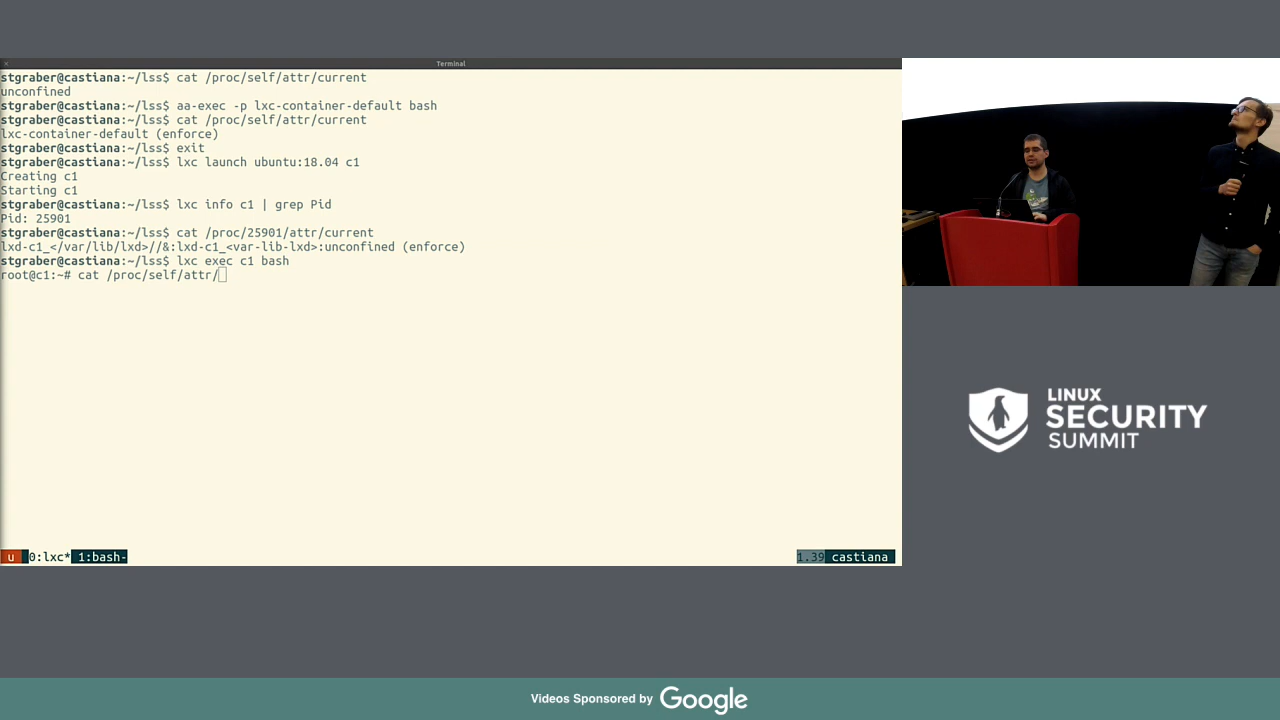 Terminal
stgraber@castiana:~/lss$ cat /proc/self/attr/current
unconfined
stgraber@castiana:~/lss$ aa-exec -p lxc-container-default bash
stgraber@castiana:~/lss$ cat /proc/self/attr/current
lxc-container-default (enforce)
stgraber@castiana:~/lss$ exit
stgraber@castiana:~/lss$ lxc launch ubuntu:18.04 c1
Creating c1
Starting c1
stgraber@castiana:~/lss$ lxc info c1 | grep Pid
Pid: 25901
stgraber@castiana:~/lss$ cat /proc/25901/attr/current
lxd-c1_</var/lib/lxd>//&:lxd-c1_<var-lib-lxd>:unconfined (enforce)
stgraber@castiana:~/lss$ lxc exec c1 bash
root@c1:~# cat /proc/self/attr/
u 0:lxc* 1:bash-
1.39 castiana
LINUX
SECURITY
SUMMIT
Videos Sponsored by Google